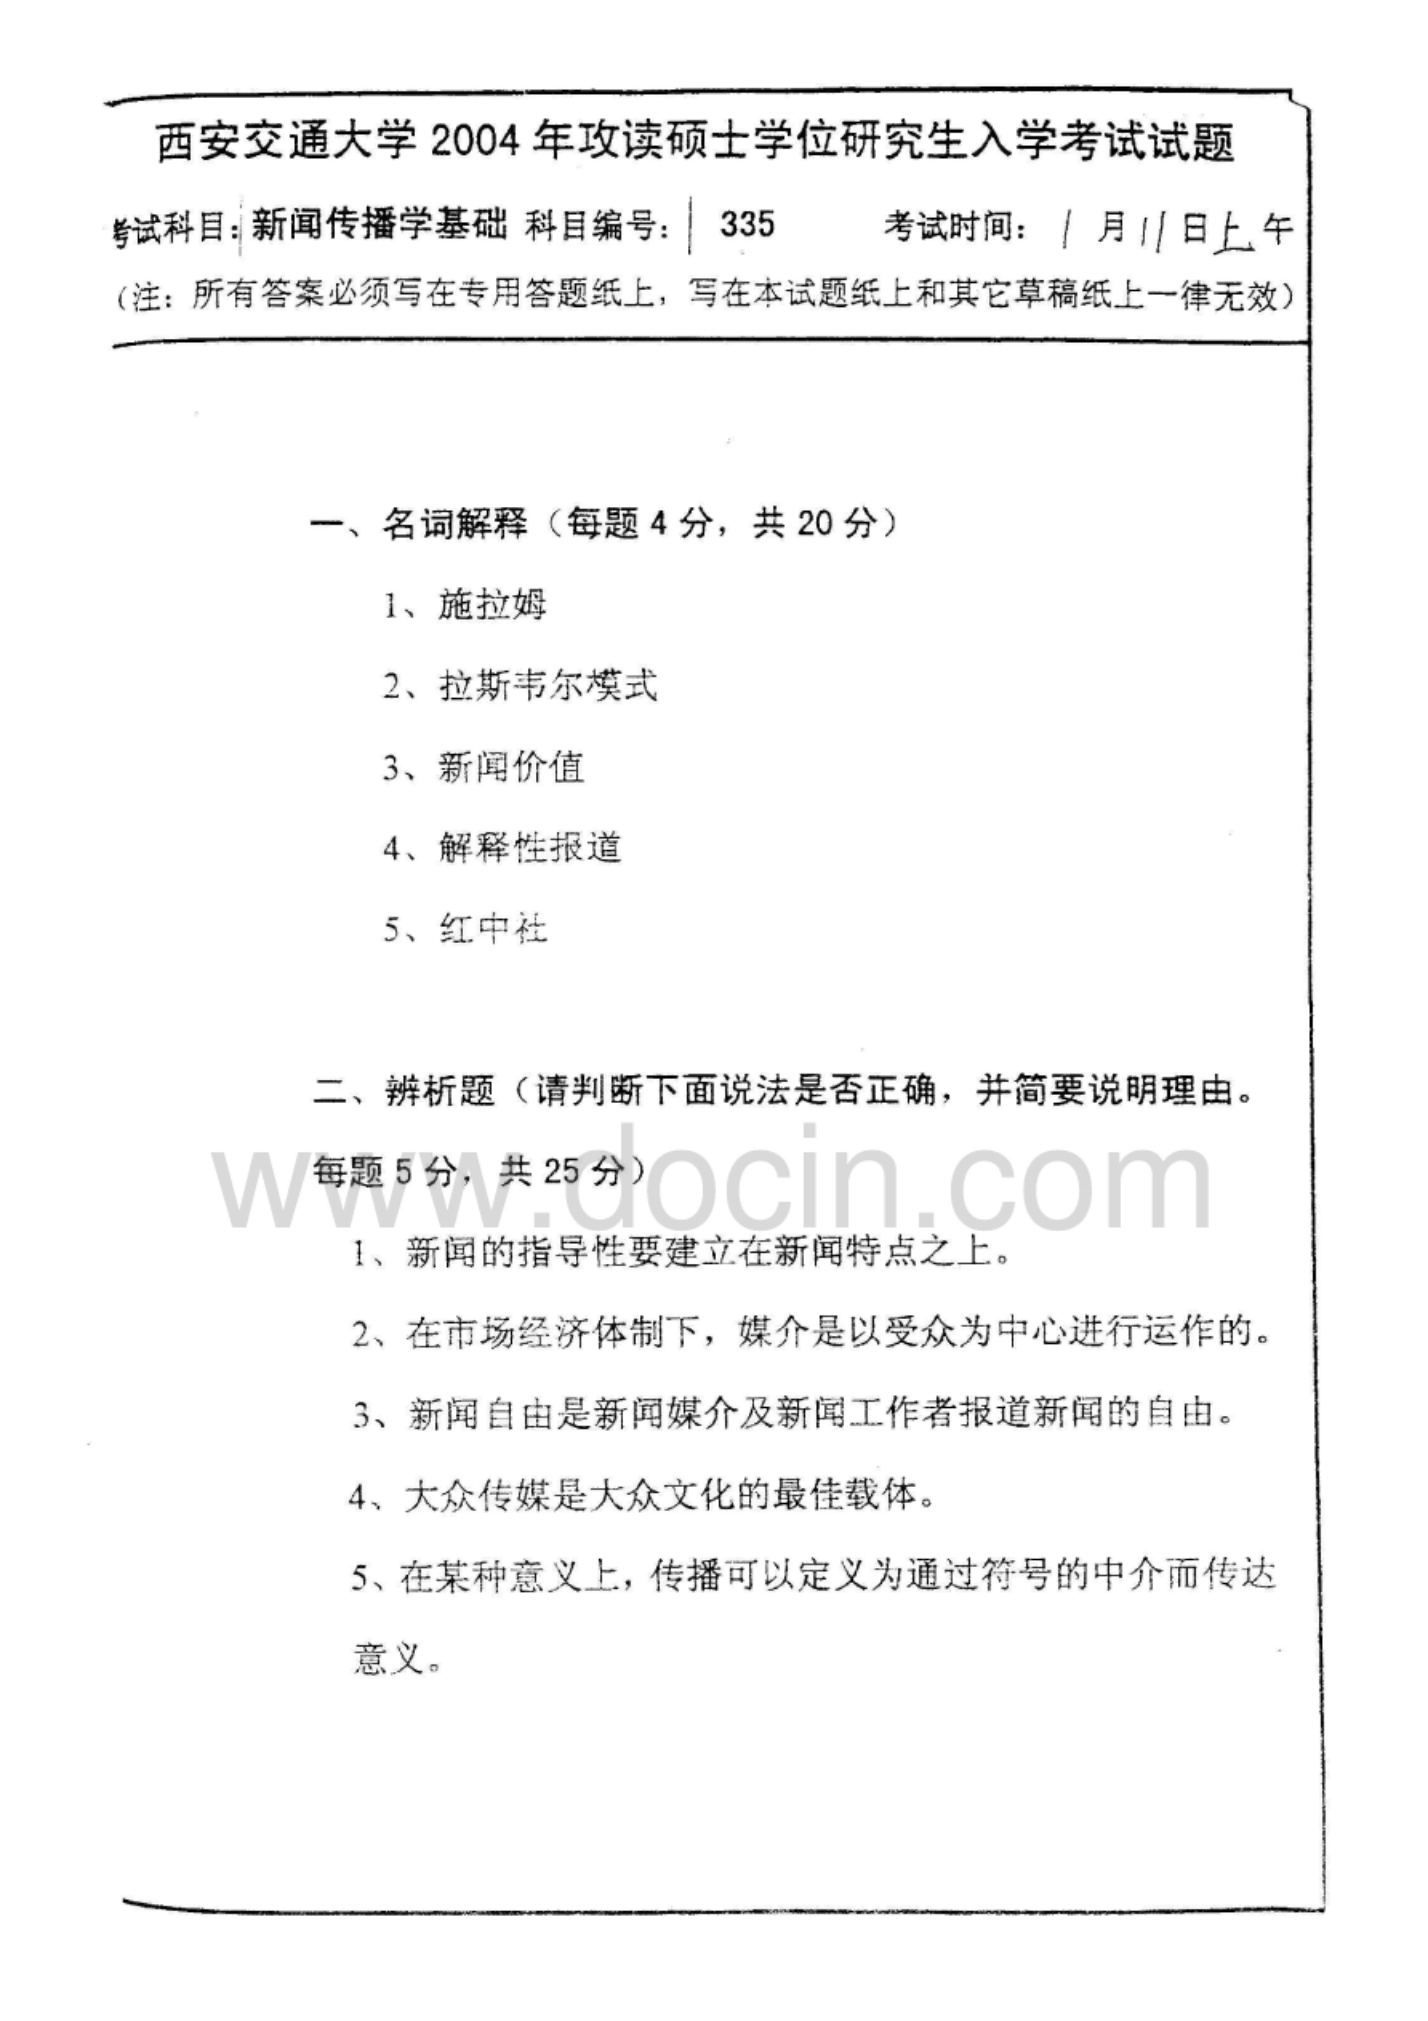 西安交通大学 2004 年攻读硕士学位研究生入学考试试题
考试科目：新闻传播学基础 科目编号： 335 考试时间： 1 月 11 日上午
（注：所有答案必须写在专用答题纸上，写在本试题纸上和其它草稿纸上一律无效）
一、名词解释（每题 4 分，共 20 分）
1、施拉姆
2、拉斯韦尔模式
3、新闻价值
4、解释性报道
5、红中社
二、辨析题（请判断下面说法是否正确，并简要说明理由。
每题 5 分，共 25 分）
www.docin.com
1、新闻的指导性要建立在新闻特点之上。
2、在市场经济体制下，媒介是以受众为中心进行运作的。
3、新闻自由是新闻媒介及新闻工作者报道新闻的自由。
4、大众传媒是大众文化的最佳载体。
5、在某种意义上，传播可以定义为通过符号的中介而传达
意义。